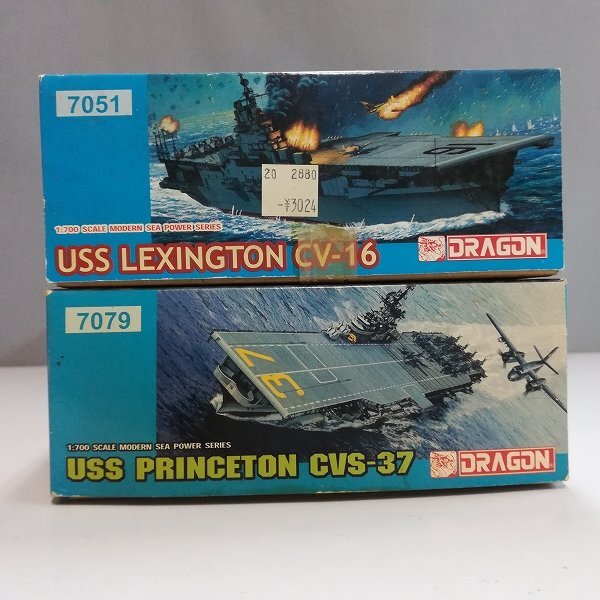 7051
20 2880
-¥3024
1:700 SCALE MODERN SEA POWER SERIES
USS LEXINGTON CV-16
DRAGON
7079
37
1:700 SCALE MODERN SEA POWER SERIES
USS PRINCETON CVS-37
DRAGON